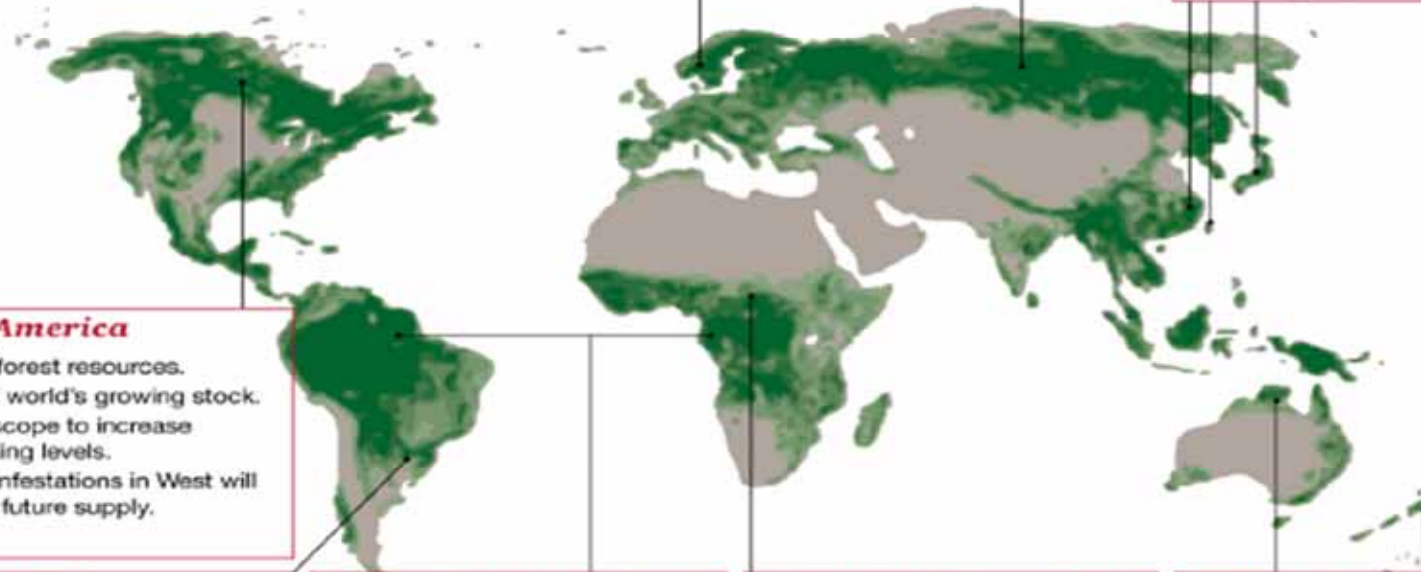 America
forest resources.
world's growing stock.
scope to increase
ing levels.
nfestations in West will
future supply.